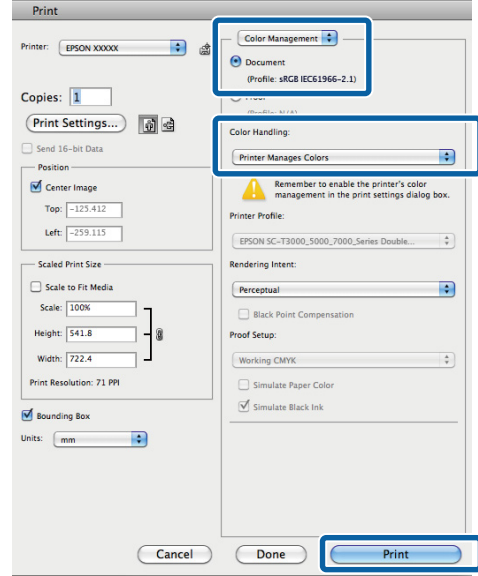 Print
Printer:
EPSON XXXXX
Copies:
1
Print Settings...
Send 16-bit Data
Position
Center Image
Top:
-125.412
Left:
-259.115
Scaled Print Size
Scale to Fit Media
Scale:
100%
Height:
541.8
Width:
722.4
Print Resolution: 71 PPI
Bounding Box
Units:
mm
Color Management
Document
(Profile: sRGB IEC61966-2.1)
Color Handling:
Printer Manages Colors
Remember to enable the printer's color
management in the print settings dialog box.
Printer Profile:
EPSON SC-T3000_5000_7000_Series Double...
Rendering Intent:
Perceptual
Black Point Compensation
Proof Setup:
Working CMYK
Simulate Paper Color
Simulate Black Ink
Cancel
Done
Print